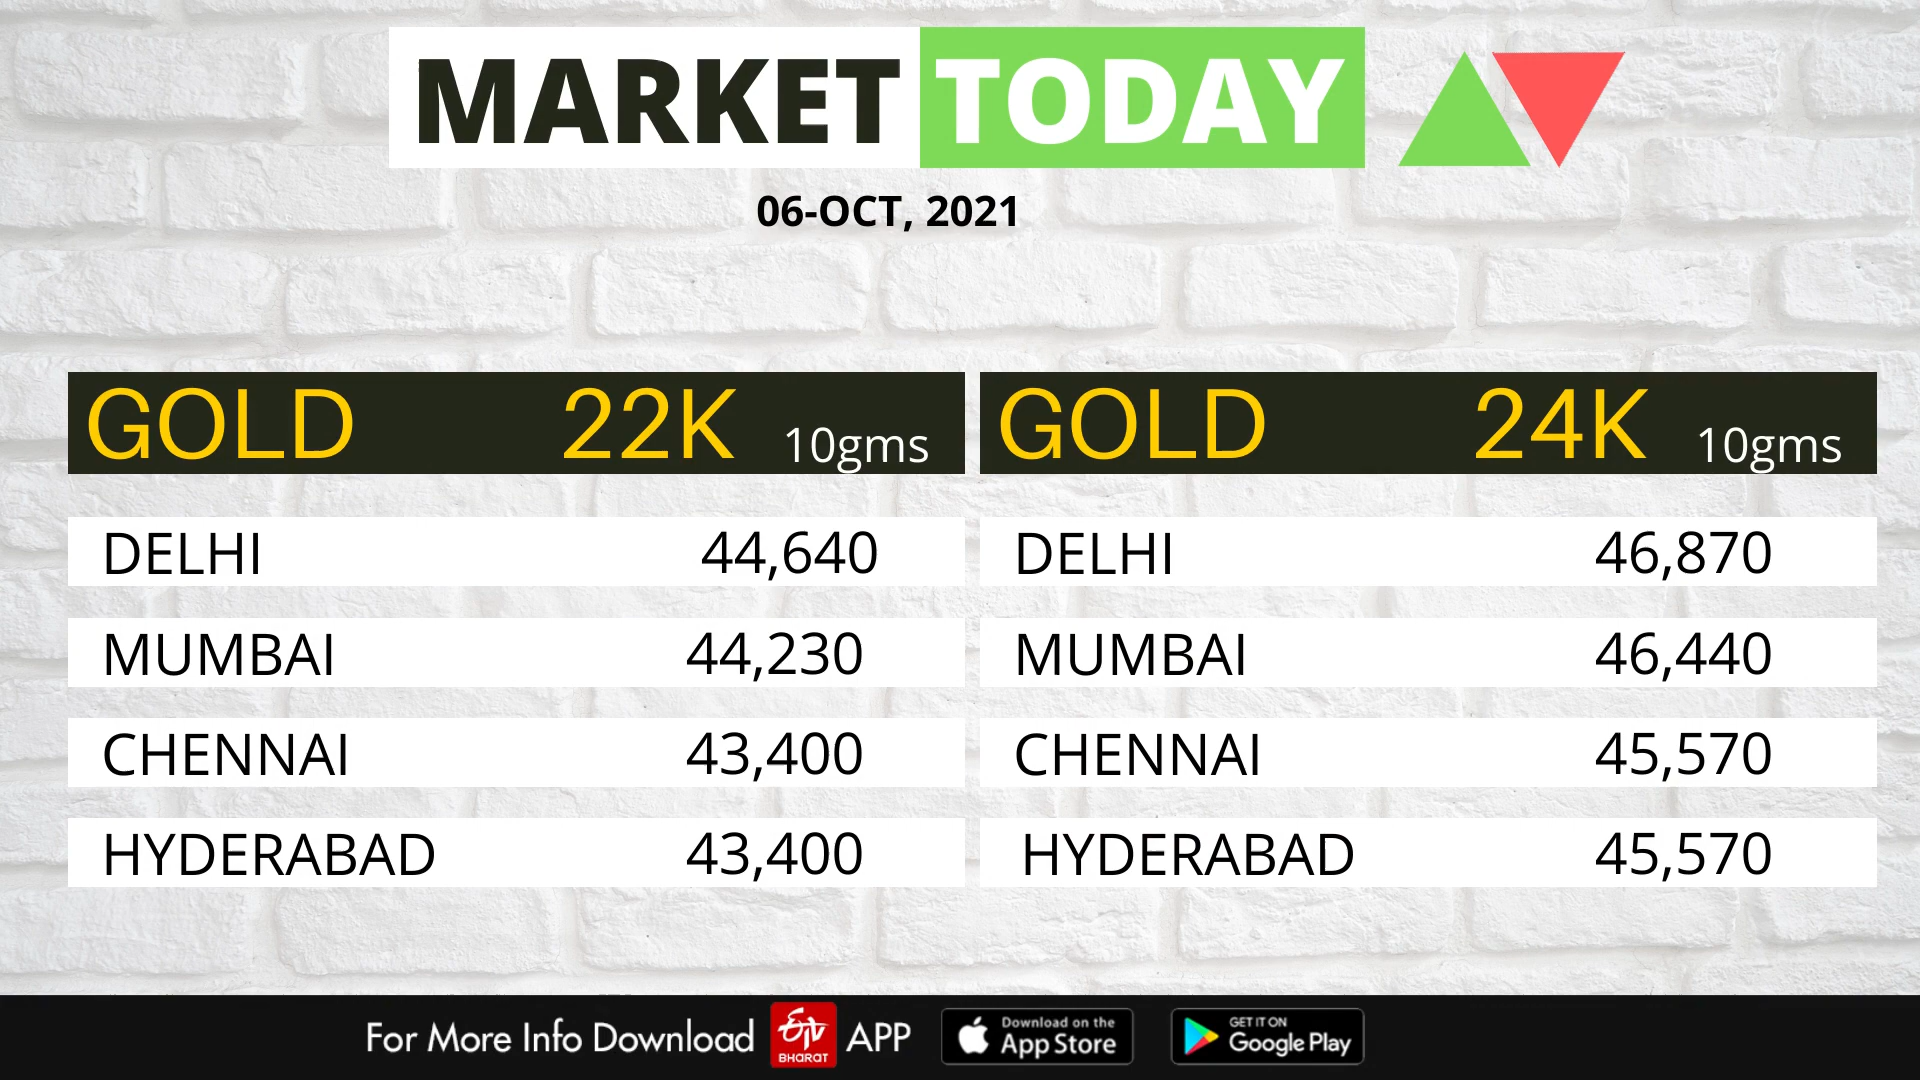 MARKET TODAY
06-OCT, 2021
GOLD 22K 10gms
DELHI 44,640
MUMBAI 44,230
CHENNAI 43,400
HYDERABAD 43,400
GOLD 24K 10gms
DELHI 46,870
MUMBAI 46,440
CHENNAI 45,570
HYDERABAD 45,570
For More Info Download ETV BHARAT APP
Download on the
App Store
GET IT ON
Google Play